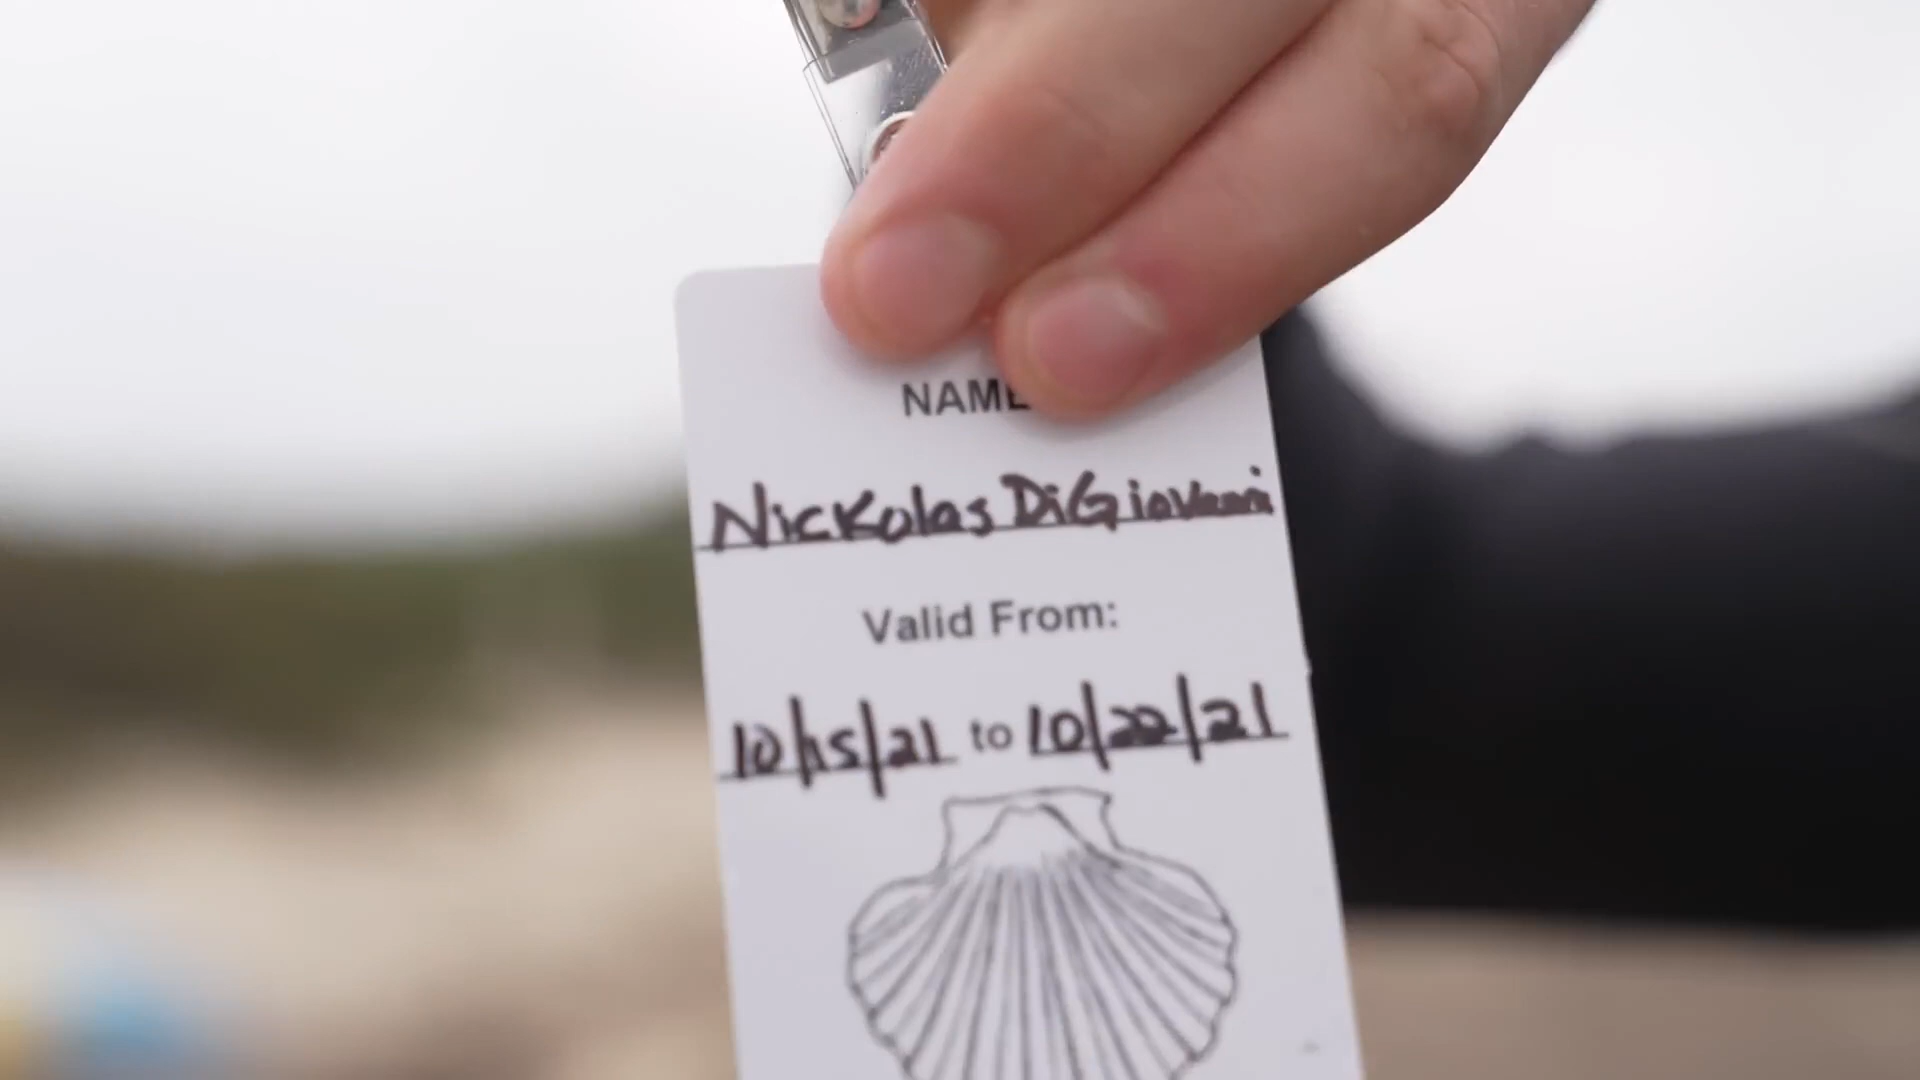 NAME
Nickolas DiGiovanni
Valid From:
10/15/21 to 10/22/21